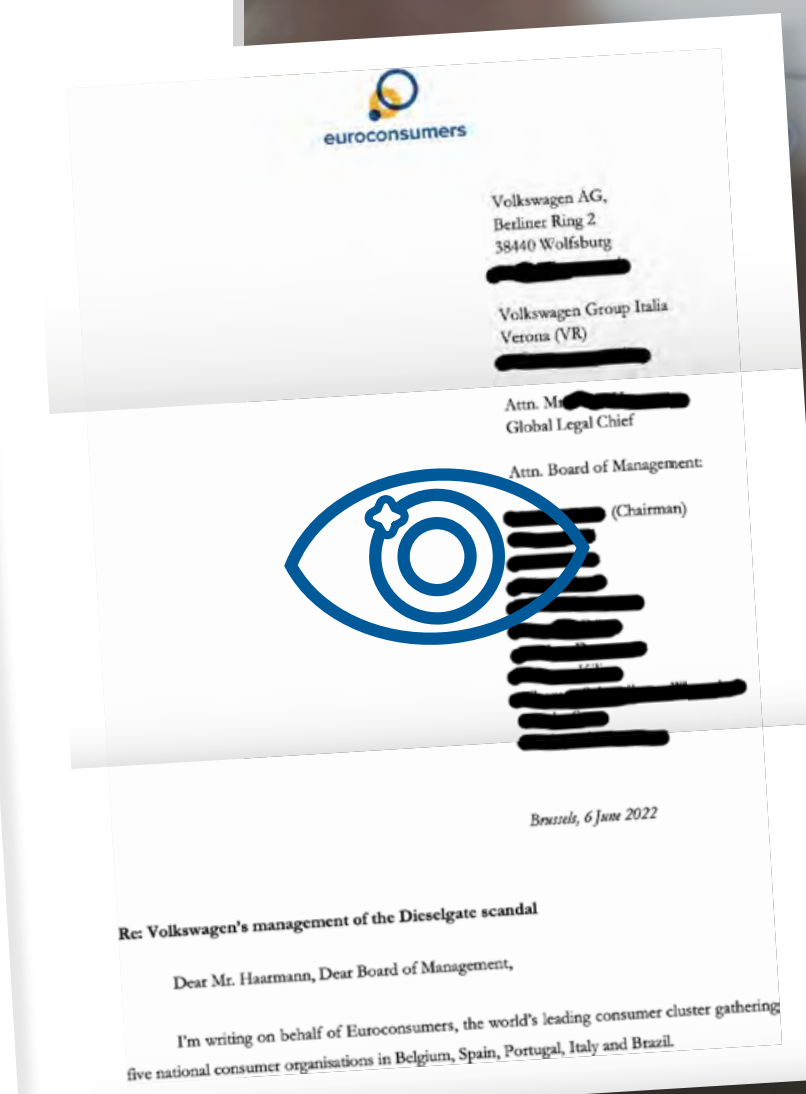 euroconsumers
Volkswagen AG,
Berliner Ring 2
38440 Wolfsburg
Volkswagen Group Italia
Verona (VR)
Attn. Mr
Global Legal Chief
Attn. Board of Management:
(Chairman)
Brussels, 6 June 2022
Re: Volkswagen's management of the Dieselgate scandal
Dear Mr. Haarmann, Dear Board of Management,
I'm writing on behalf of Euroconsumers, the world's leading consumer cluster gathering
five national consumer organisations in Belgium, Spain, Portugal, Italy and Brazil.